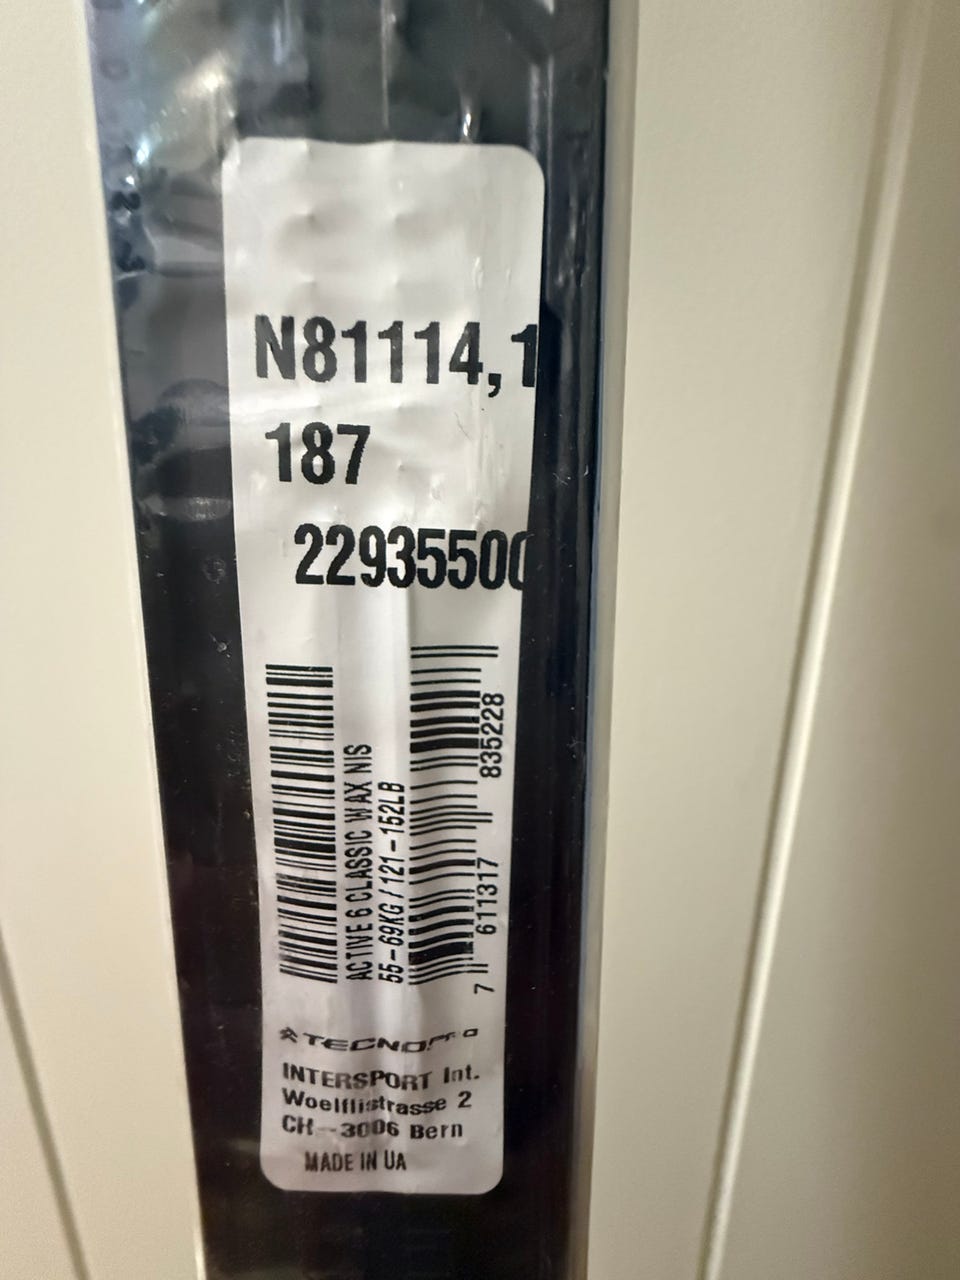 N81114,1
187
22935500
ACTIVE 6 CLASSIC WAX NIS
55-69KG / 121-152LB
7 611317 835228
TECNOPRO
INTERSPORT Int.
Woelflistrasse 2
CH-3006 Bern
MADE IN UA